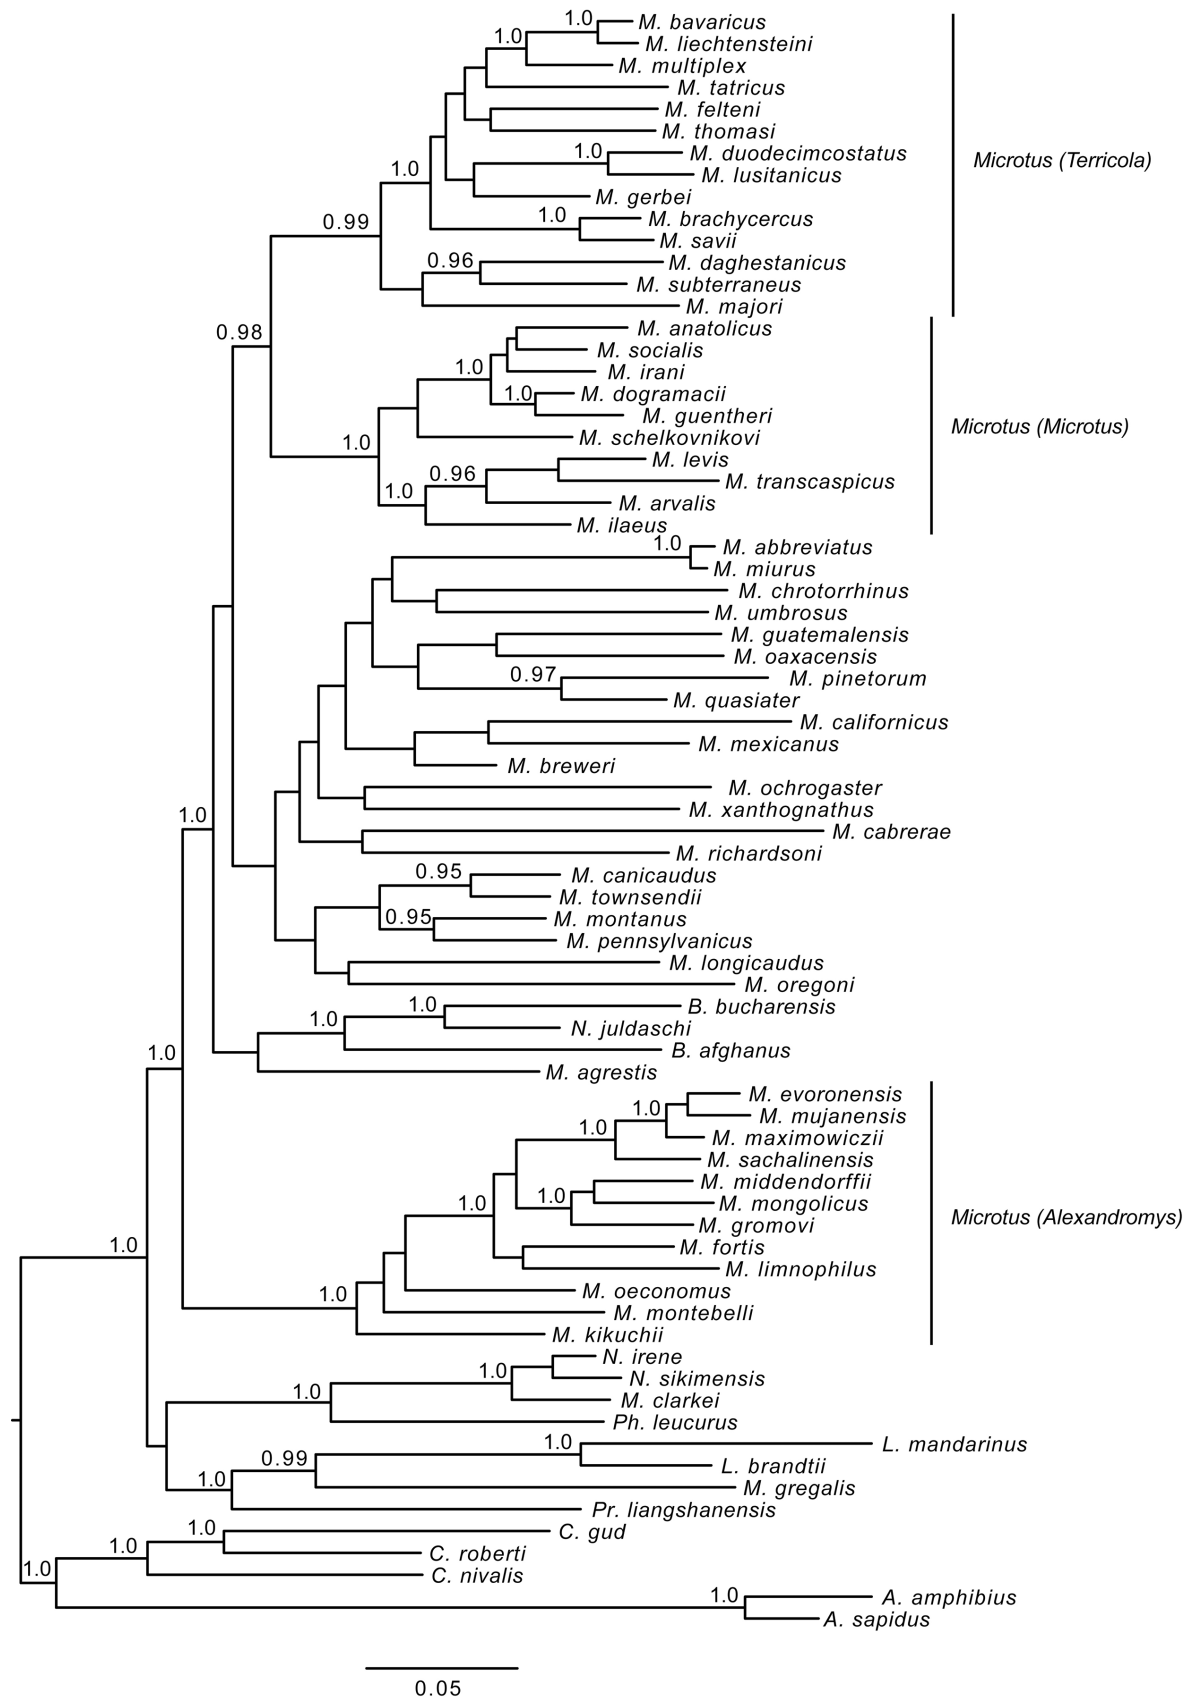 1.0
M. bavaricus
1.0
M. liechtensteini
M. multiplex
M. tatricus
M. felteni
M. thomasi
1.0
M. duodecimcostatus
Microtus (Terricola)
1.0
M. lusitanicus
M. gerbei
0.99
1.0
M. brachycercus
M. savii
0.96
M. daghestanicus
M. subterraneus
M. majori
0.98
M. anatolicus
M. socialis
1.0
M. irani
1.0
M. dogramacii
M. guentheri
Microtus (Microtus)
1.0
M. schelkovnikovi
M. levis
0.96
M. transcaspicus
1.0
M. arvalis
M. ilaeus
1.0
M. abbreviatus
M. miurus
M. chrotorrhinus
M. umbrosus
M. guatemalensis
M. oaxacensis
0.97
M. pinetorum
M. quasiater
M. californicus
M. mexicanus
M. breweri
M. ochrogaster
M. xanthognathus
1.0
M. cabrerae
M. richardsoni
0.95
M. canicaudus
M. townsendii
0.95
M. montanus
M. pennsylvanicus
M. longicaudus
M. oregoni
1.0
B. bucharensis
1.0
N. juldaschi
1.0
B. afghanus
M. agrestis
M. evoronensis
1.0
M. mujanensis
1.0
M. maximowiczii
M. sachalinensis
M. middendorffii
1.0
1.0
M. mongolicus
Microtus (Alexandromys)
M. gromovi
1.0
M. fortis
M. limnophilus
1.0
M. oeconomus
M. montebelli
M. kikuchii
N. irene
1.0
N. sikimensis
1.0
M. clarkei
Ph. leucurus
1.0
L. mandarinus
0.99
L. brandtii
1.0
M. gregalis
Pr. liangshanensis
1.0
C. gud
1.0
C. roberti
1.0
C. nivalis
1.0
A. amphibius
A. sapidus
0.05